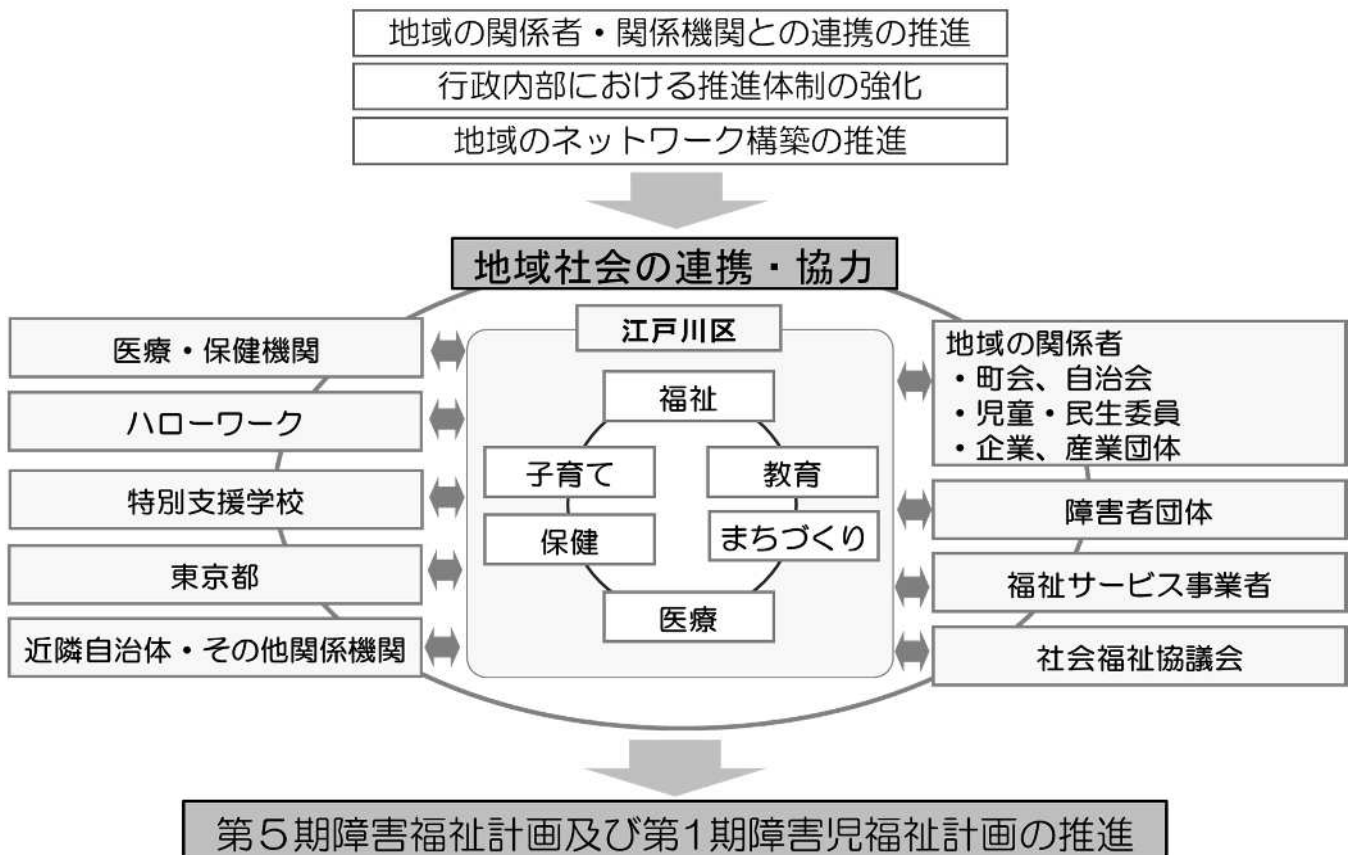 地域の関係者・関係機関との連携の推進
行政内部における推進体制の強化
地域のネットワーク構築の推進
地域社会の連携・協力
医療・保健機関
ハローワーク
特別支援学校
東京都
近隣自治体・その他関係機関
江戸川区
福祉
子育て
教育
保健
まちづくり
医療
地域の関係者
・町会、自治会
・児童・民生委員
・企業、産業団体
障害者団体
福祉サービス事業者
社会福祉協議会
第5期障害福祉計画及び第1期障害児福祉計画の推進